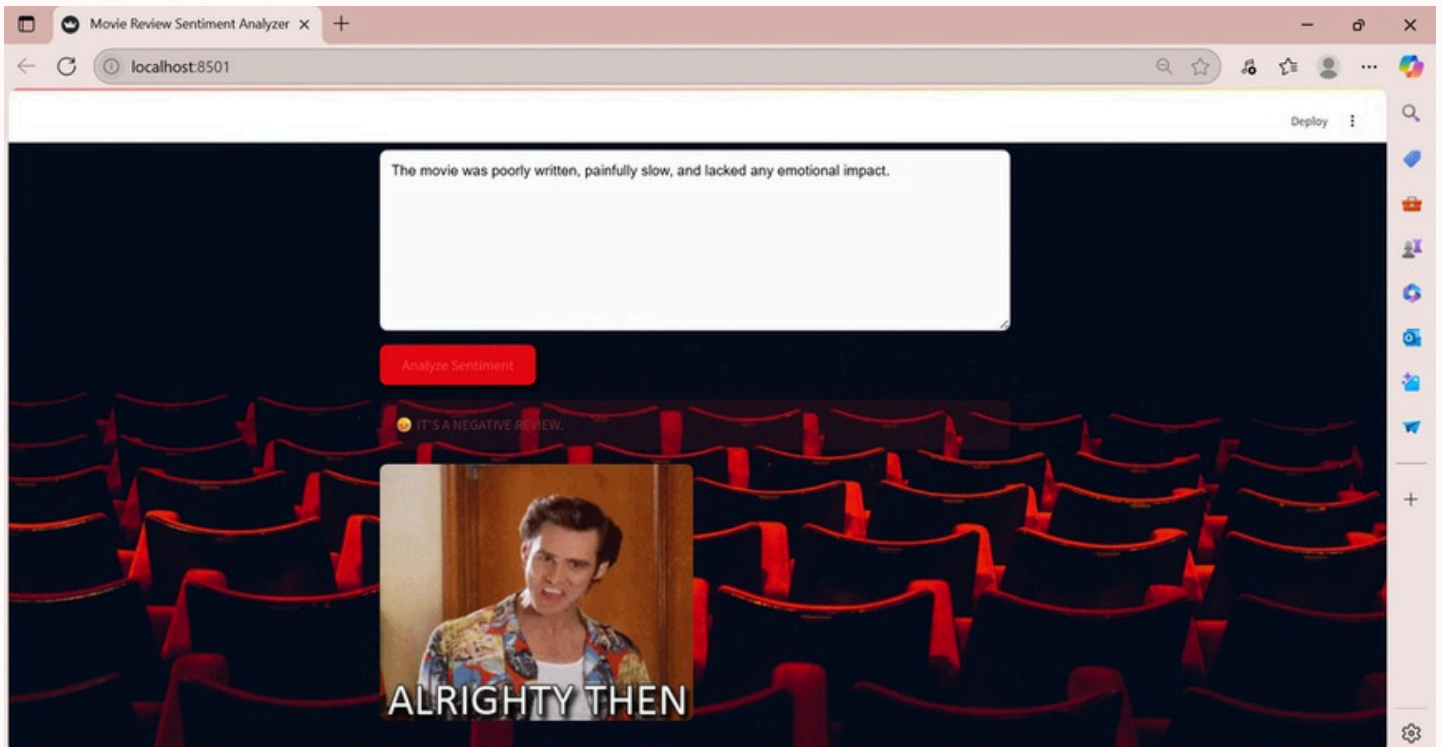 Movie Review Sentiment Analyzer
localhost:8501
Deploy
The movie was poorly written, painfully slow, and lacked any emotional impact.
Analyze Sentiment
IT'S A NEGATIVE REVIEW.
ALRIGHTY THEN